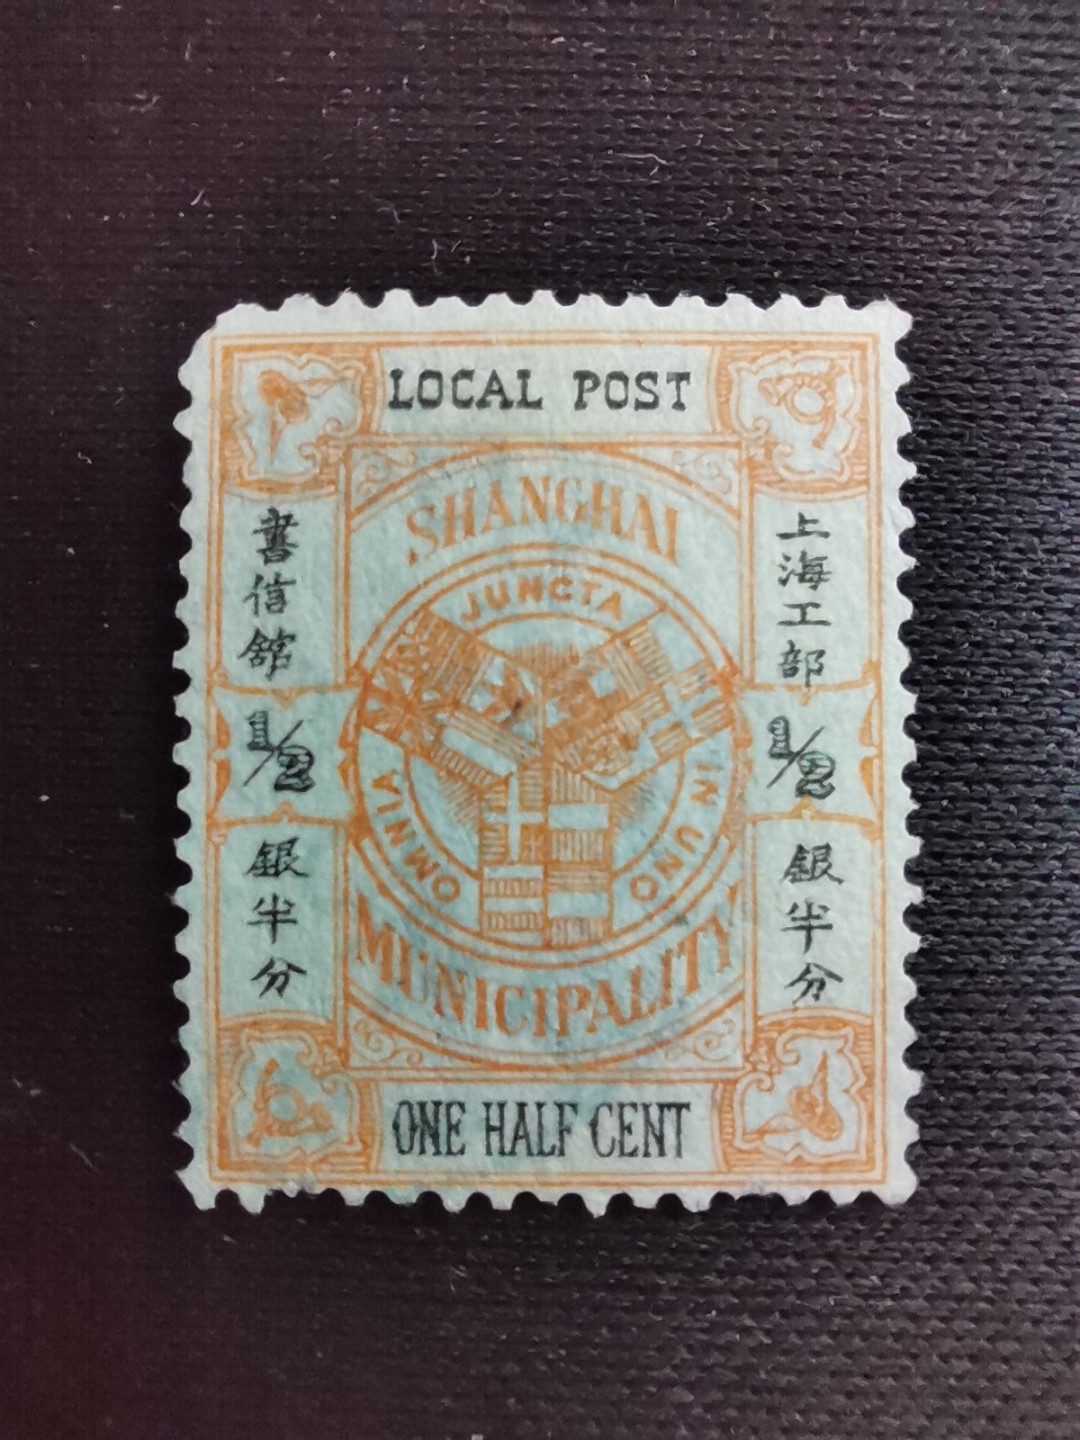 LOCAL POST
SHANGHAI
JUNCTA
IN UNO
OMNIA
MUNICIPALITY
上海工部
書信館
1/2
1/2
銀半分
銀半分
ONE HALF CENT